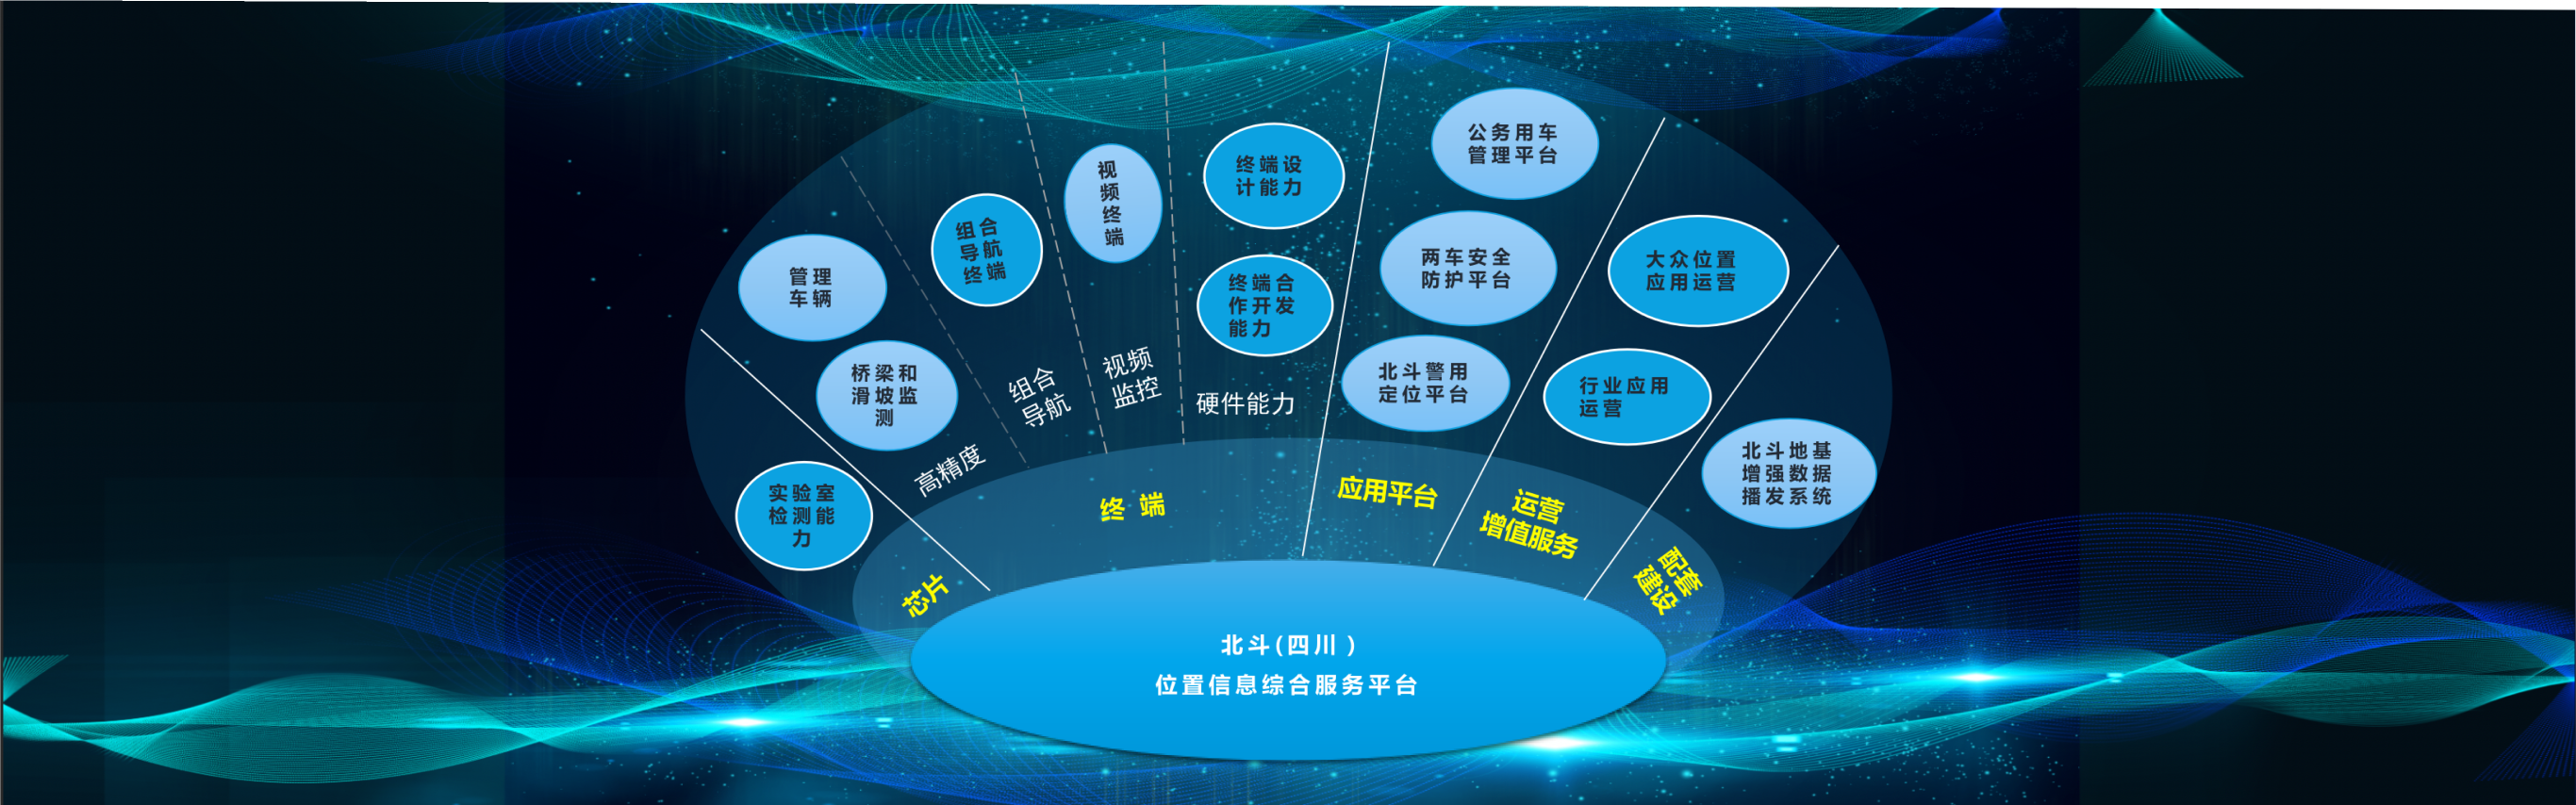 实验室
检测能
力
芯片
管理
车辆
桥梁和
滑坡监
测
高精度
组合
导航
终端
组合
导航
视
频
终
端
视频
监控
终端设
计能力
终端合
作开发
能力
硬件能力
终 端
公务用车
管理平台
两车安全
防护平台
北斗警用
定位平台
应用平台
大众位置
应用运营
行业应用
运营
运营
增值服务
北斗地基
增强数据
播发系统
配套
建设
北斗(四川)
位置信息综合服务平台